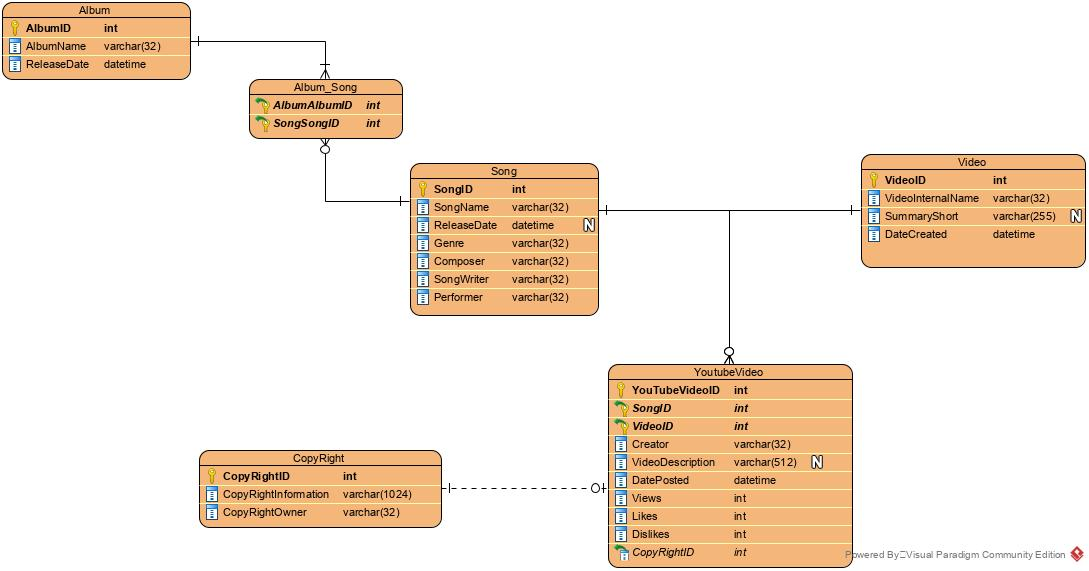 Album
AlbumID int
AlbumName varchar(32)
ReleaseDate datetime
Album_Song
AlbumAlbumID int
SongSongID int
Song
SongID int
SongName varchar(32)
ReleaseDate datetime N
Genre varchar(32)
Composer varchar(32)
SongWriter varchar(32)
Performer varchar(32)
Video
VideoID int
VideoInternalName varchar(32)
SummaryShort varchar(255) N
DateCreated datetime
YoutubeVideo
YouTubeVideoID int
SongID int
VideoID int
Creator varchar(32)
VideoDescription varchar(512) N
DatePosted datetime
Views int
Likes int
Dislikes int
CopyRightID int
CopyRight
CopyRightID int
CopyRightInformation varchar(1024)
CopyRightOwner varchar(32)
Powered By Visual Paradigm Community Edition